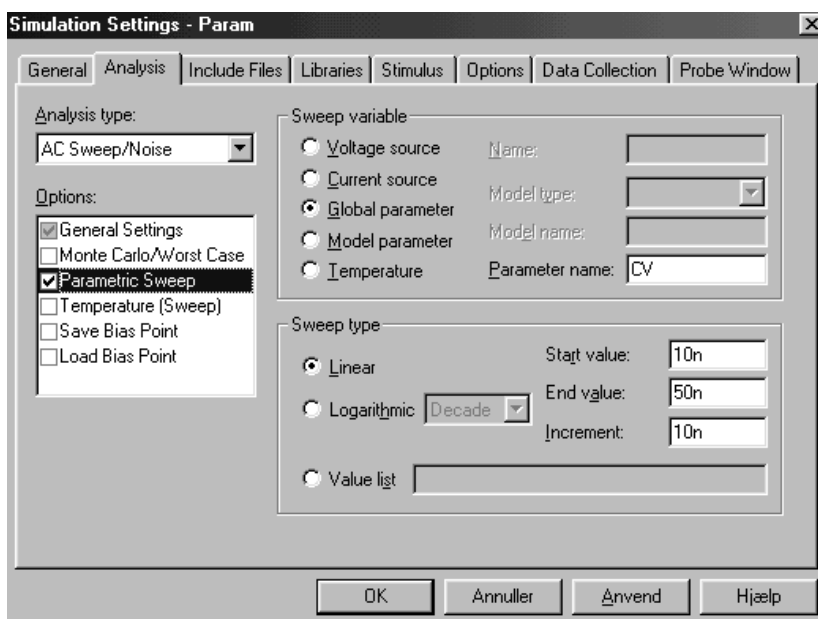 Simulation Settings - Param
General Analysis Include Files Libraries Stimulus Options Data Collection Probe Window
Analysis type:
AC Sweep/Noise
Options:
General Settings
Monte Carlo/Worst Case
Parametric Sweep
Temperature (Sweep)
Save Bias Point
Load Bias Point
Sweep variable
Voltage source
Current source
Global parameter
Model parameter
Temperature
Name:
Model type:
Model name:
Parameter name: CV
Sweep type
Linear
Logarithmic Decade
Value list
Start value: 10n
End value: 50n
Increment: 10n
OK Annuller Anvend Hjælp